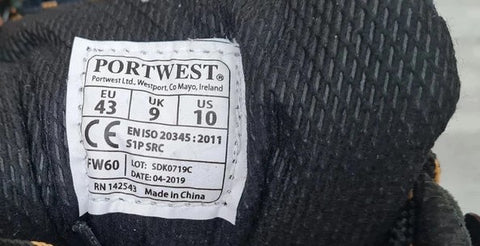 PORTWEST®
Portwest Ltd., Westport, Co Mayo, Ireland
EU UK US
43 9 10
CE EN ISO 20345 : 2011
S1P SRC
FW60 LOT: SDK0719C
DATE: 04-2019
RN 142543 Made in China